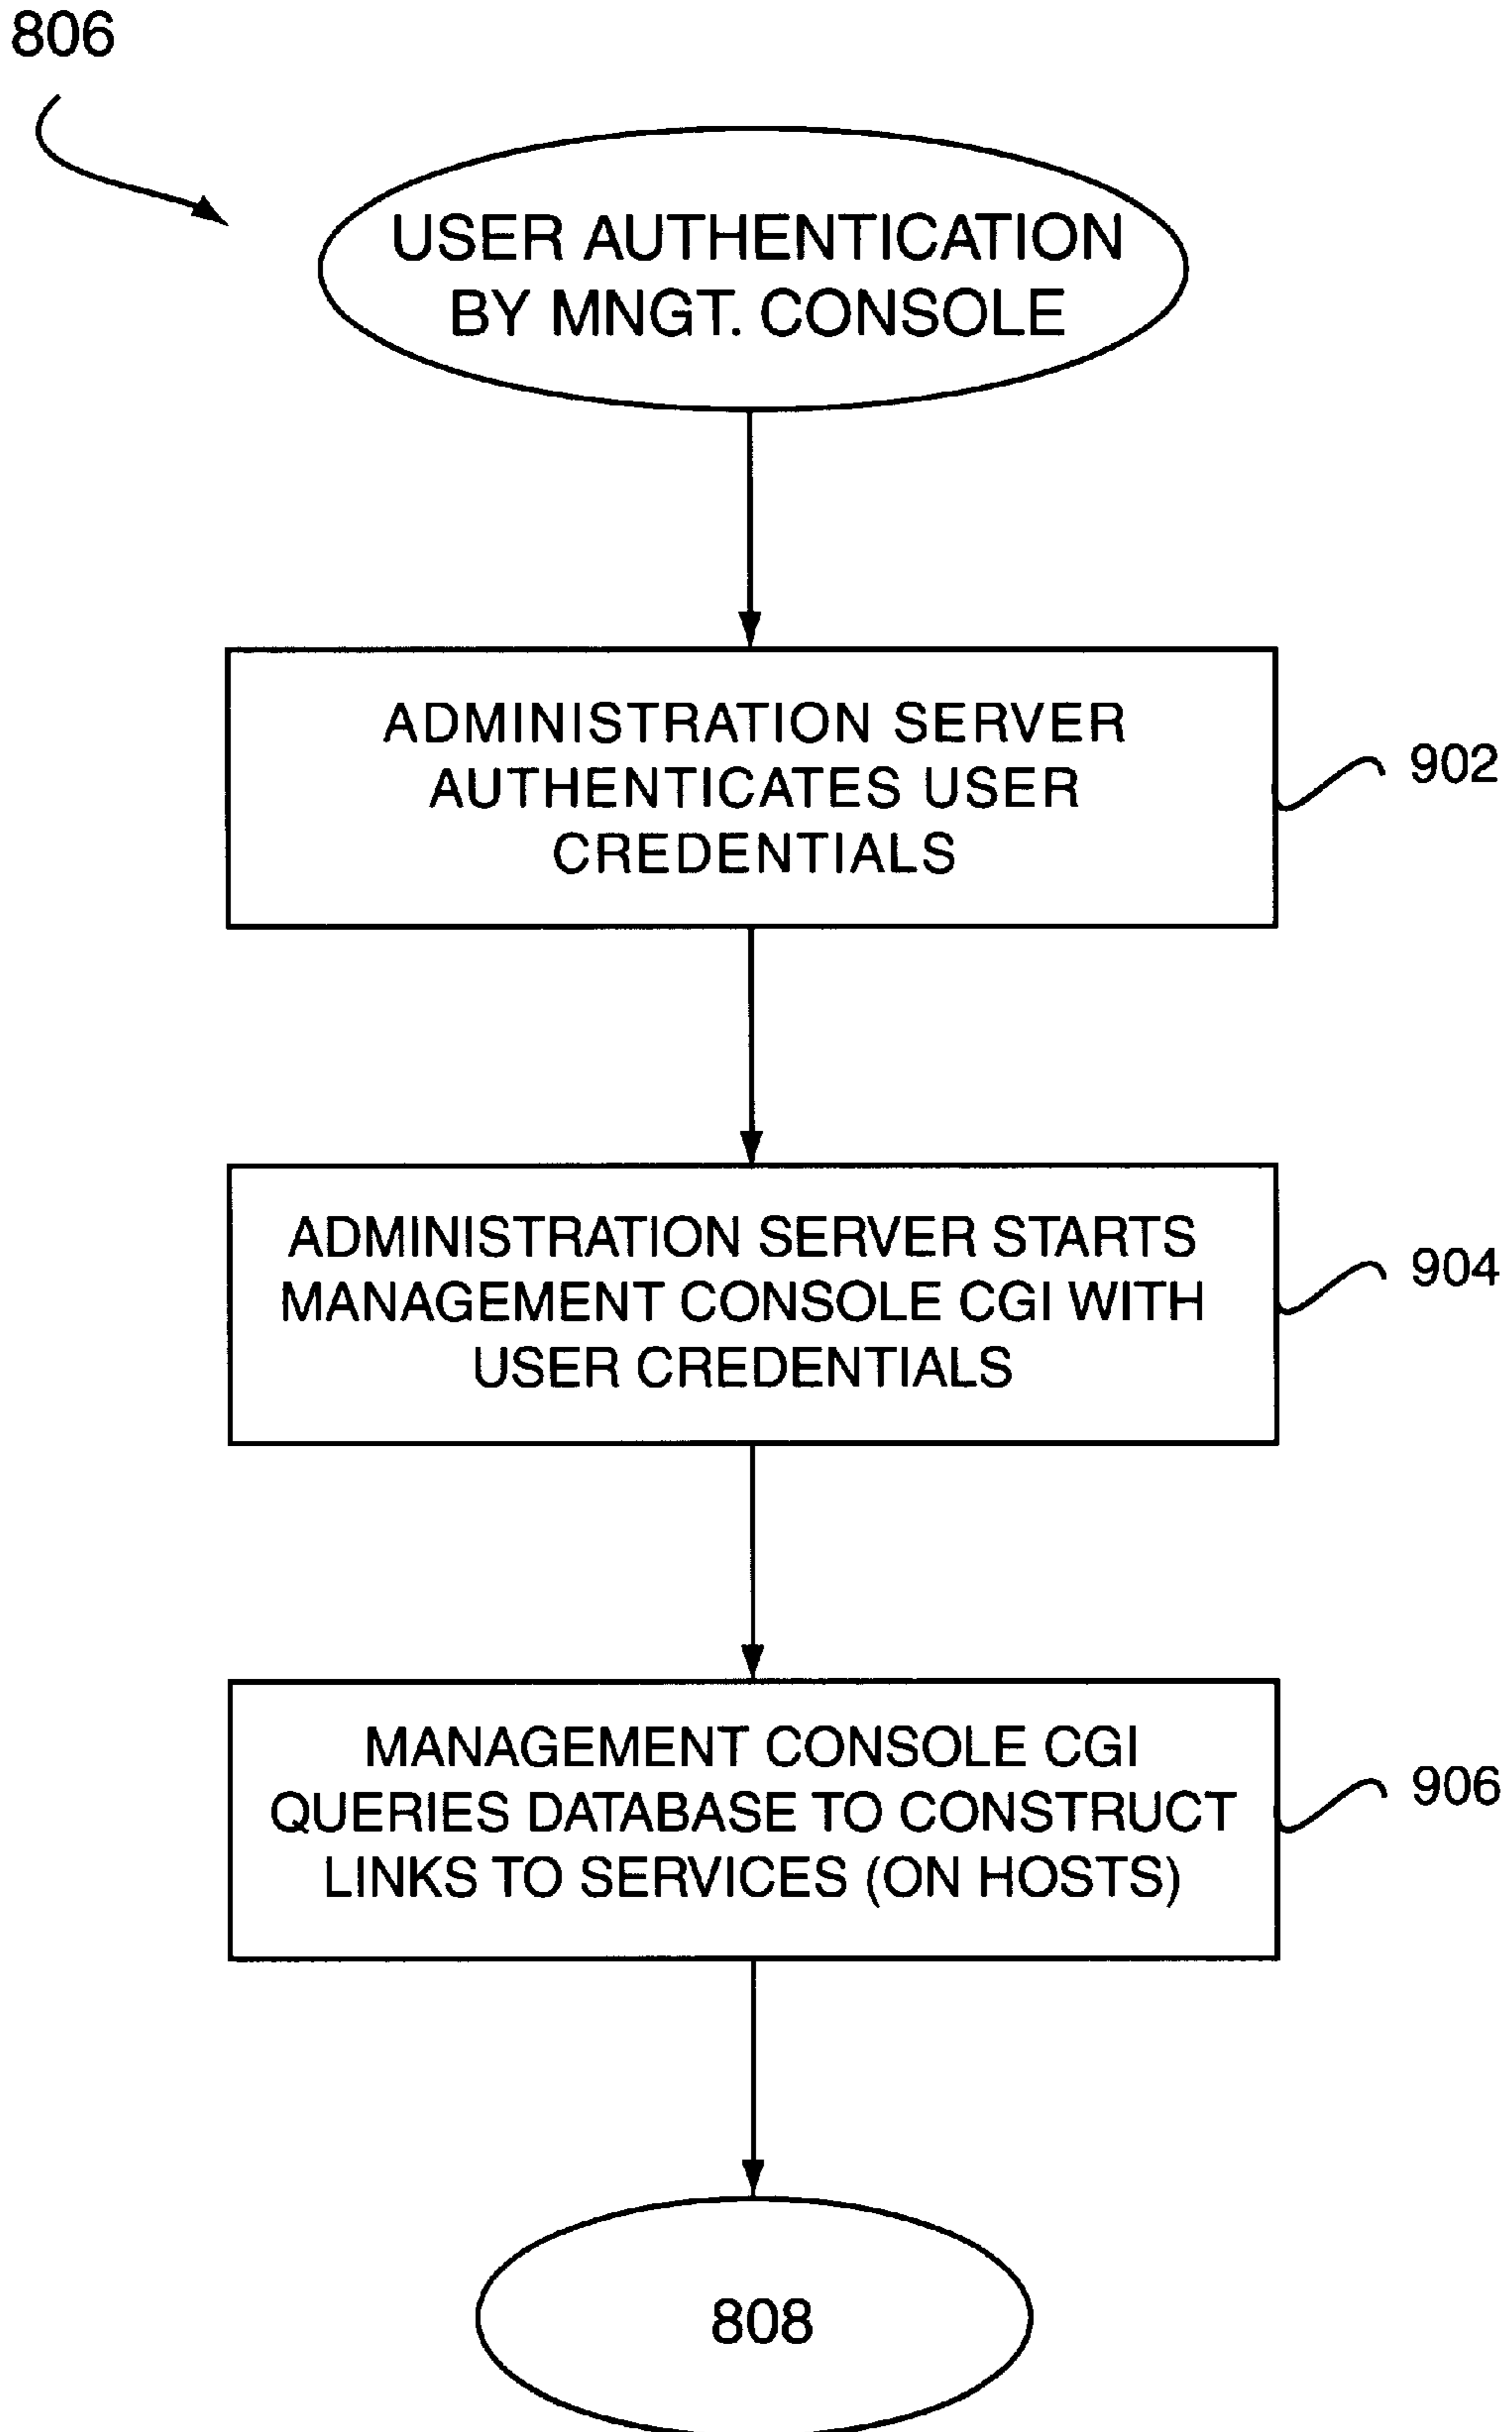 806
USER AUTHENTICATION
BY MNGT. CONSOLE
ADMINISTRATION SERVER
AUTHENTICATES USER
CREDENTIALS
902
ADMINISTRATION SERVER STARTS
MANAGEMENT CONSOLE CGI WITH
USER CREDENTIALS
904
MANAGEMENT CONSOLE CGI
QUERIES DATABASE TO CONSTRUCT
LINKS TO SERVICES (ON HOSTS)
906
808